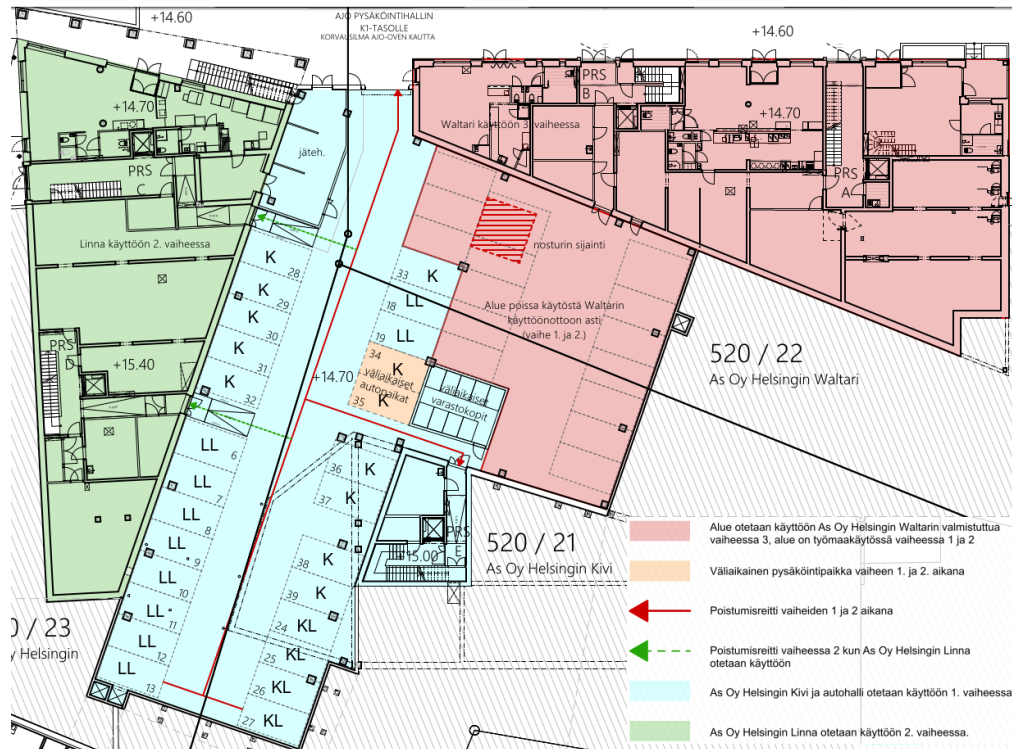 +14.60
AJO PYSÄKÖINTIHALLIN
K1-TASOLLE
KORVAUSILMA AJO-OVEN KAUTTA
+14.60
+14.70
PRS
B
+14.70
Waltari käyttöön 3. vaiheessa
jäteh.
PRS
C
PRS
A
Linna käyttöön 2. vaiheessa
nosturin sijainti
K
28
K
29
K
30
K
31
K
32
33
K
18
LL
19
LL
Alue poissa käytöstä Waltarin
käyttöönottoon asti
(vaihe 1. ja 2.)
34
K
väliaikaiset
autopaikat
35
K
väliaikaiset
varastokopit
PRS
D
+15.40
+14.70
520 / 22
As Oy Helsingin Waltari
LL
6
LL
7
LL
8
LL
9
LL
10
LL
11
LL
12
LL
13
36
K
37
K
38
K
39
K
24
KL
25
KL
26
KL
27
KL
PRS
E
+15.00
520 / 21
As Oy Helsingin Kivi
0 / 23
y Helsingin
Alue otetaan käyttöön As Oy Helsingin Waltarin valmistuttua
vaiheessa 3, alue on työmaakäytössä vaiheessa 1 ja 2
Väliaikainen pysäköintipaikka vaiheen 1. ja 2. aikana
Poistumisreitti vaiheiden 1 ja 2 aikana
Poistumisreitti vaiheessa 2 kun As Oy Helsingin Linna
otetaan käyttöön
As Oy Helsingin Kivi ja autohalli otetaan käyttöön 1. vaiheessa
As Oy Helsingin Linna otetaan käyttöön 2. vaiheessa.